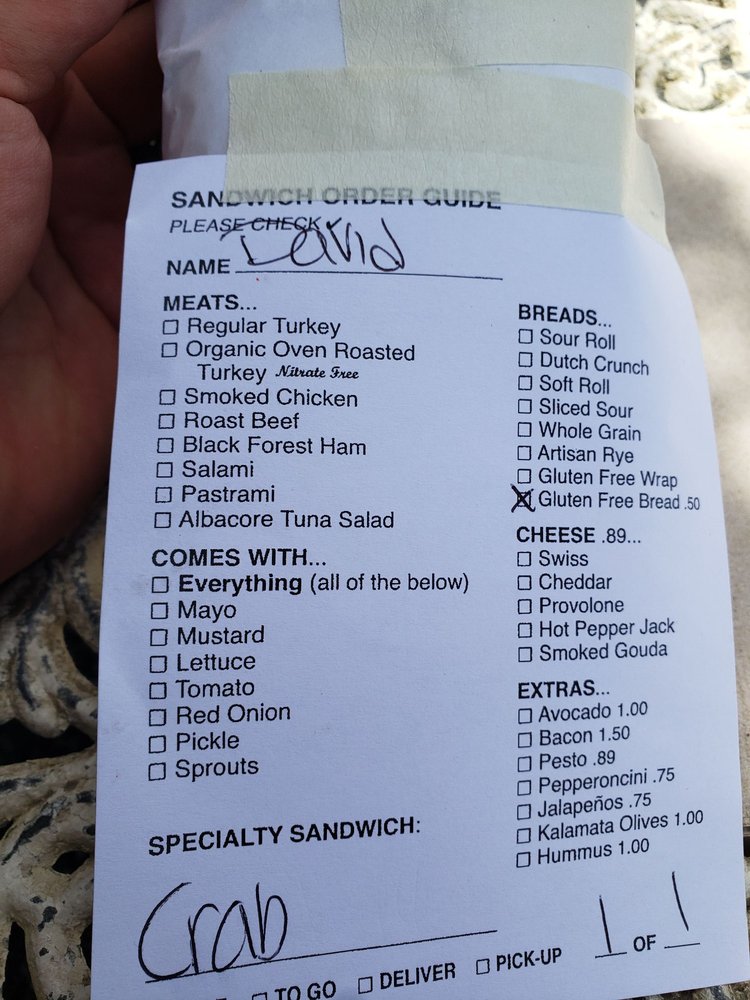 SANDWICH ORDER GUIDE
PLEASE CHECK
NAME David
MEATS...
Regular Turkey
Organic Oven Roasted
Turkey Nitrate Free
Smoked Chicken
Roast Beef
Black Forest Ham
Salami
Pastrami
Albacore Tuna Salad
COMES WITH...
Everything (all of the below)
Mayo
Mustard
Lettuce
Tomato
Red Onion
Pickle
Sprouts
BREADS...
Sour Roll
Dutch Crunch
Soft Roll
Sliced Sour
Whole Grain
Artisan Rye
Gluten Free Wrap
Gluten Free Bread .50
CHEESE .89...
Swiss
Cheddar
Provolone
Hot Pepper Jack
Smoked Gouda
EXTRAS...
Avocado 1.00
Bacon 1.50
Pesto .89
Pepperoncini .75
Jalapeños .75
Kalamata Olives 1.00
Hummus 1.00
SPECIALTY SANDWICH:
Crab
TO GO DELIVER PICK-UP 1 OF 1